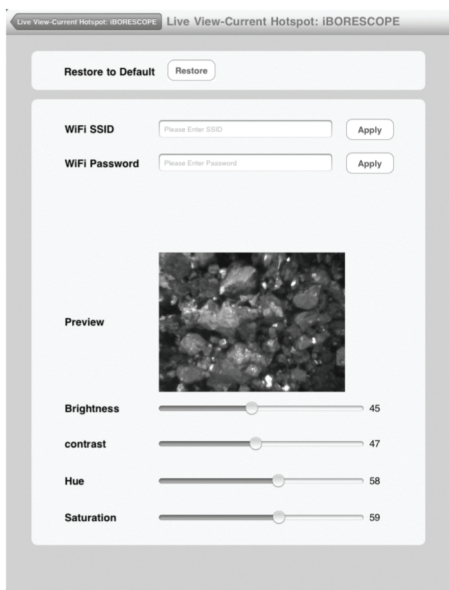 Live View-Current Hotspot: iBORESCOPE
Live View-Current Hotspot: iBORESCOPE
Restore to Default Restore
WiFi SSID Please Enter SSID Apply
WiFi Password Please Enter Password Apply
Preview
Brightness 45
contrast 47
Hue 58
Saturation 59